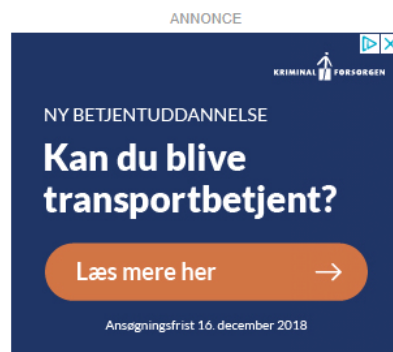 ANNONCE
KRIMINAL FORSORGEN
NY BETJENTUDDANNELSE
Kan du blive
transportbetjent?
Læs mere her
Ansøgningsfrist 16. december 2018